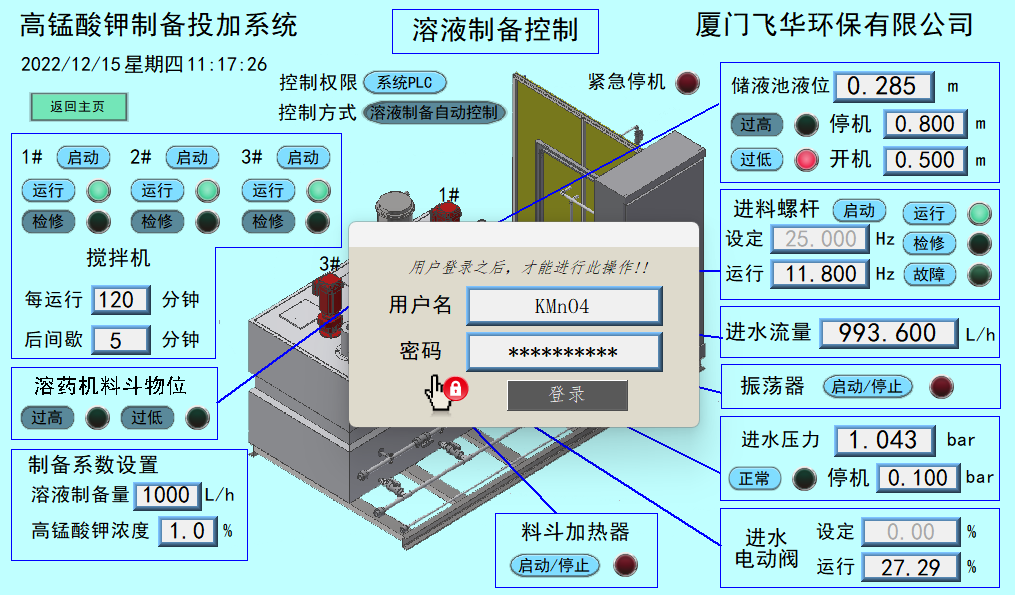 高锰酸钾制备投加系统
溶液制备控制
厦门飞华环保有限公司
2022/12/15 星期四 11:17:26
返回主页
控制权限 系统PLC
控制方式 溶液制备自动控制
紧急停机
储液池液位 0.285 m
过高 停机 0.800 m
过低 开机 0.500 m
1# 启动 2# 启动 3# 启动
运行 运行 运行
检修 检修 检修
搅拌机
每运行 120 分钟
后间歇 5 分钟
1#
3#
进料螺杆 启动 运行
设定 25.000 Hz 检修
运行 11.800 Hz 故障
用户登录之后，才能进行此操作!!
用户名 KMnO4
密码 **********
登录
进水流量 993.600 L/h
溶药机料斗物位
过高 过低
振荡器 启动/停止
进水压力 1.043 bar
正常 停机 0.100 bar
制备系数设置
溶液制备量 1000 L/h
高锰酸钾浓度 1.0 %
料斗加热器
启动/停止
进水
电动阀
设定 0.00 %
运行 27.29 %